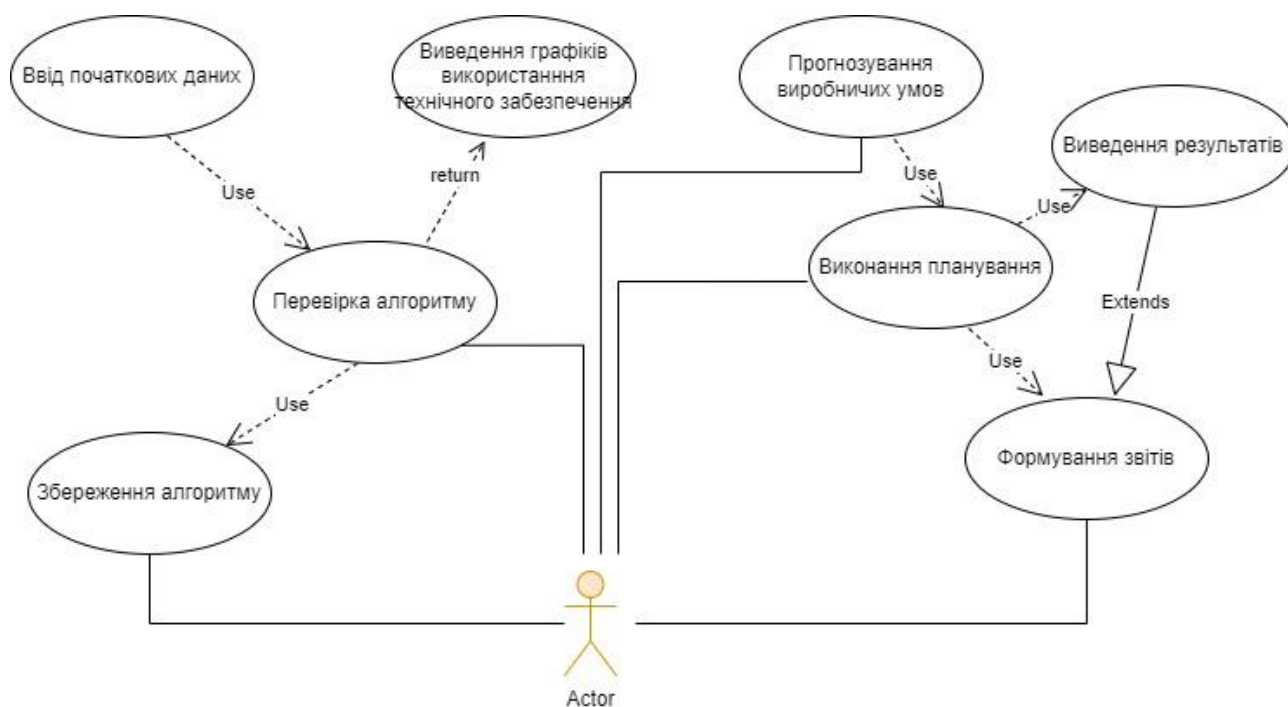 Ввід початкових даних
Виведення графіків
використанння
технічного забезпечення
Прогнозування
виробничих умов
Виведення результатів
Use
return
Use
Use
Виконання планування
Перевірка алгоритму
Extends
Use
Use
Збереження алгоритму
Формування звітів
Actor